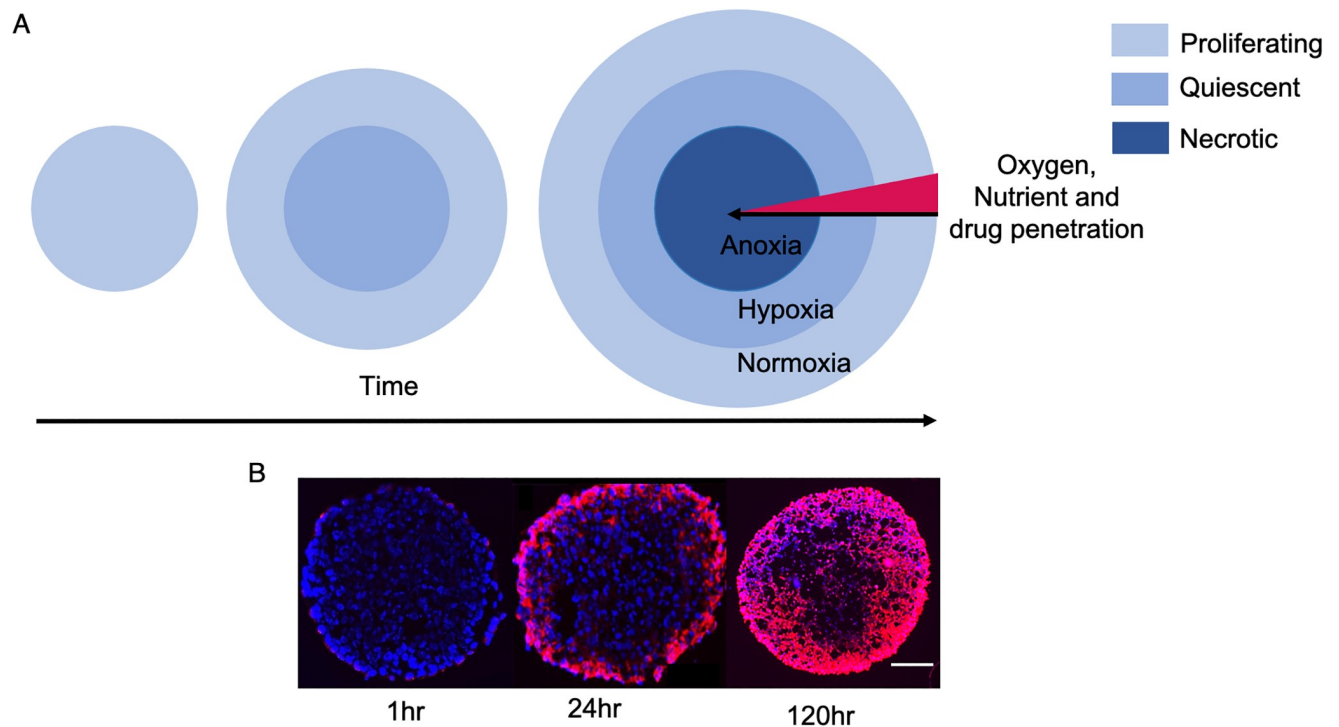 A
Proliferating
Quiescent
Necrotic
Oxygen,
Nutrient and
drug penetration
Anoxia
Hypoxia
Normoxia
Time
B
1hr
24hr
120hr